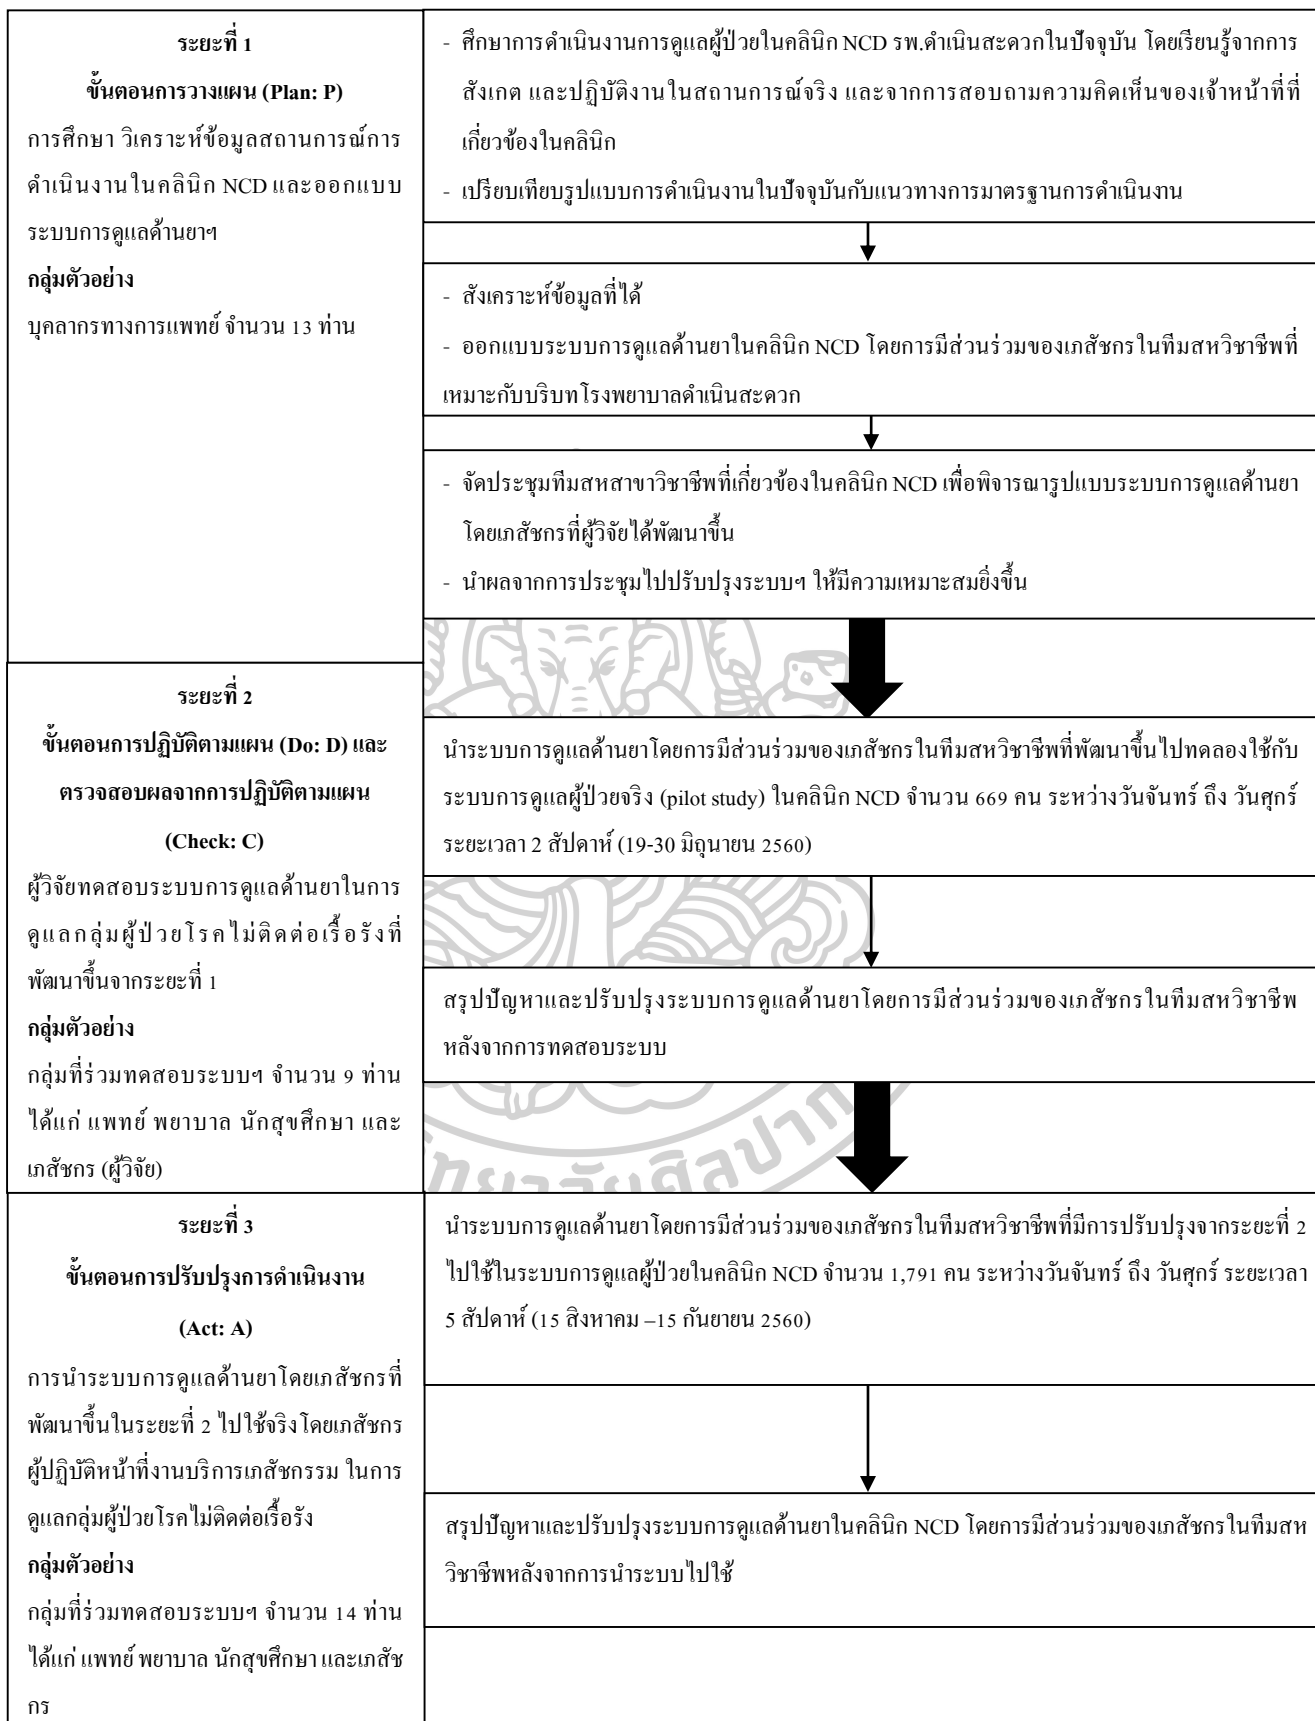 ระยะที่ 1
ขั้นตอนการวางแผน (Plan: P)
การศึกษา วิเคราะห์ข้อมูลสถานการณ์การ
ดำเนินงานในคลินิก NCD และออกแบบ
ระบบการดูแลด้านยาฯ
กลุ่มตัวอย่าง
บุคลากรทางการแพทย์ จำนวน 13 ท่าน
- ศึกษาการดำเนินงานการดูแลผู้ป่วยในคลินิก NCD รพ.ดำเนินสะดวกในปัจจุบัน โดยเรียนรู้จากการ
สังเกต และปฏิบัติงานในสถานการณ์จริง และจากการสอบถามความคิดเห็นของเจ้าหน้าที่ที่
เกี่ยวข้องในคลินิก
- เปรียบเทียบรูปแบบการดำเนินงานในปัจจุบันกับแนวทางการมาตรฐานการดำเนินงาน
- สังเคราะห์ข้อมูลที่ได้
- ออกแบบระบบการดูแลด้านยาในคลินิก NCD โดยการมีส่วนร่วมของเภสัชกรในทีมสหวิชาชีพที่
เหมาะกับบริบทโรงพยาบาลดำเนินสะดวก
- จัดประชุมทีมสหสาขาวิชาชีพที่เกี่ยวข้องในคลินิก NCD เพื่อพิจารณารูปแบบระบบการดูแลด้านยา
โดยเภสัชกรที่ผู้วิจัยได้พัฒนาขึ้น
- นำผลจากการประชุมไปปรับปรุงระบบฯ ให้มีความเหมาะสมยิ่งขึ้น
ระยะที่ 2
ขั้นตอนการปฏิบัติตามแผน (Do: D) และ
ตรวจสอบผลจากการปฏิบัติตามแผน
(Check: C)
ผู้วิจัยทดสอบระบบการดูแลด้านยาในการ
ดูแลกลุ่มผู้ป่วยโรคไม่ติดต่อเรื้อรังที่
พัฒนาขึ้นจากระยะที่ 1
กลุ่มตัวอย่าง
กลุ่มที่ร่วมทดสอบระบบฯ จำนวน 9 ท่าน
ได้แก่ แพทย์ พยาบาล นักสุขศึกษา และ
เภสัชกร (ผู้วิจัย)
นำระบบการดูแลด้านยาโดยการมีส่วนร่วมของเภสัชกรในทีมสหวิชาชีพที่พัฒนาขึ้นไปทดลองใช้กับ
ระบบการดูแลผู้ป่วยจริง (pilot study) ในคลินิก NCD จำนวน 669 คน ระหว่างวันจันทร์ ถึง วันศุกร์
ระยะเวลา 2 สัปดาห์ (19-30 มิถุนายน 2560)
สรุปปัญหาและปรับปรุงระบบการดูแลด้านยาโดยการมีส่วนร่วมของเภสัชกรในทีมสหวิชาชีพ
หลังจากการทดสอบระบบ
ระยะที่ 3
ขั้นตอนการปรับปรุงการดำเนินงาน
(Act: A)
การนำระบบการดูแลด้านยาโดยเภสัชกรที่
พัฒนาขึ้นในระยะที่ 2 ไปใช้จริงโดยเภสัชกร
ผู้ปฏิบัติหน้าที่งานบริการเภสัชกรรม ในการ
ดูแลกลุ่มผู้ป่วยโรคไม่ติดต่อเรื้อรัง
กลุ่มตัวอย่าง
กลุ่มที่ร่วมทดสอบระบบฯ จำนวน 14 ท่าน
ได้แก่ แพทย์ พยาบาล นักสุขศึกษา และเภสัช
กร
นำระบบการดูแลด้านยาโดยการมีส่วนร่วมของเภสัชกรในทีมสหวิชาชีพที่มีการปรับปรุงจากระยะที่ 2
ไปใช้ในระบบการดูแลผู้ป่วยในคลินิก NCD จำนวน 1,791 คน ระหว่างวันจันทร์ ถึง วันศุกร์ ระยะเวลา
5 สัปดาห์ (15 สิงหาคม –15 กันยายน 2560)
สรุปปัญหาและปรับปรุงระบบการดูแลด้านยาในคลินิก NCD โดยการมีส่วนร่วมของเภสัชกรในทีมสห
วิชาชีพหลังจากการนำระบบไปใช้